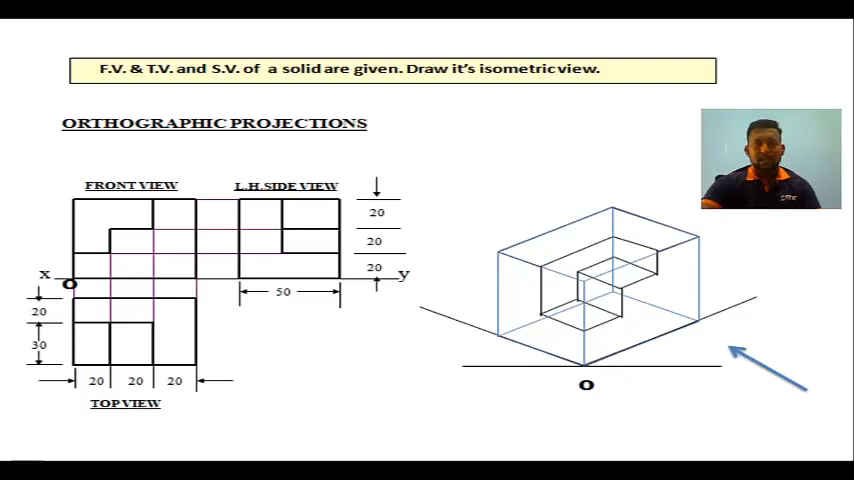 F.V. & T.V. and S.V. of a solid are given. Draw it's isometric view.
ORTHOGRAPHIC PROJECTIONS
FRONT VIEW
L.H.SIDE VIEW
20
20
20
X
O
y
50
20
30
20 20 20
TOP VIEW
O
SRK